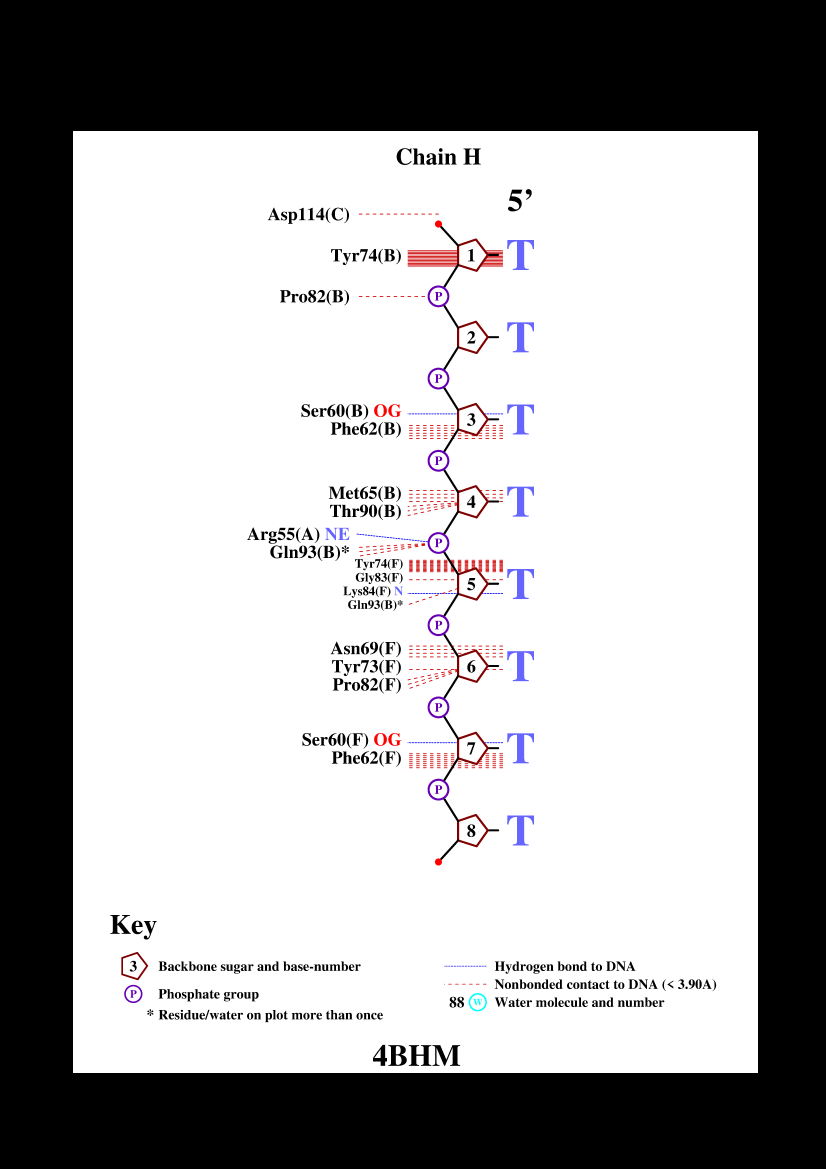 Chain H
5’
Asp114(C)
Tyr74(B) 1 T
Pro82(B) P
2 T
P
Ser60(B) OG
Phe62(B) 3 T
P
Met65(B)
Thr90(B) 4 T
Arg55(A) NE
Gln93(B)* P
Tyr74(F)
Gly83(F) 5 T
Lys84(F) N
Gln93(B)*
P
Asn69(F)
Tyr73(F) 6 T
Pro82(F)
P
Ser60(F) OG
Phe62(F) 7 T
P
8 T
Key
3 Backbone sugar and base-number
P Phosphate group
* Residue/water on plot more than once
Hydrogen bond to DNA
Nonbonded contact to DNA (< 3.90A)
88 W Water molecule and number
4BHM